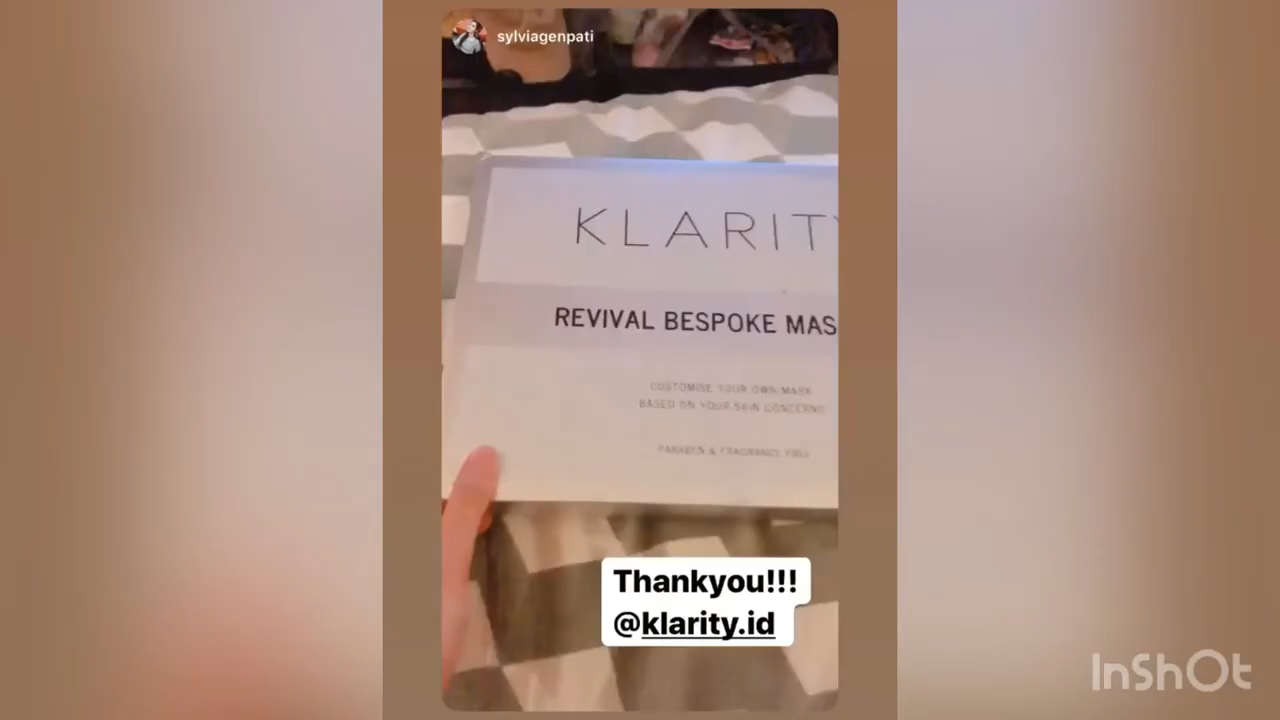 sylviagenpati
KLARITY
REVIVAL BESPOKE MAS
CUSTOMISE YOUR OWN MASK
BASED ON YOUR SKIN CONCERNS
PARABEN & FRAGRANCE FREE
Thankyou!!!
@klarity.id
InShOt